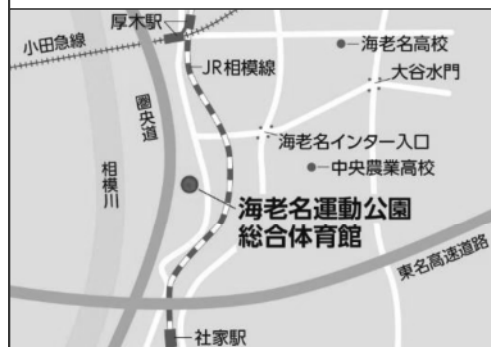 厚木駅
小田急線
海老名高校
JR相模線
大谷水門
圏央道
海老名インター入口
相模川
中央農業高校
海老名運動公園
総合体育館
東名高速道路
社家駅